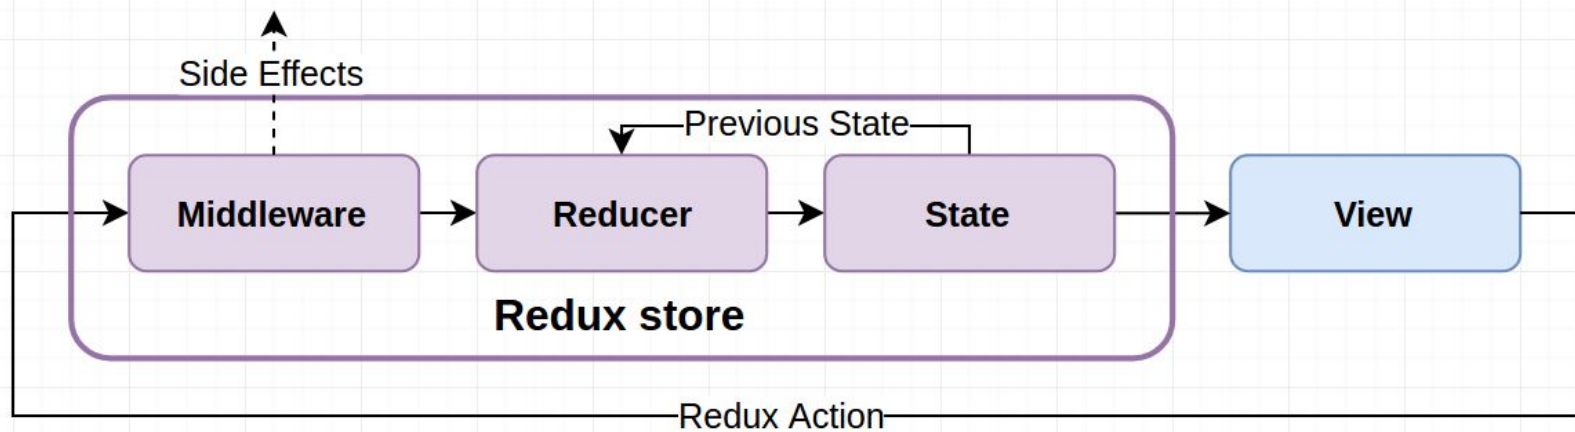 Side Effects
Previous State
Middleware
Reducer
State
View
Redux store
Redux Action